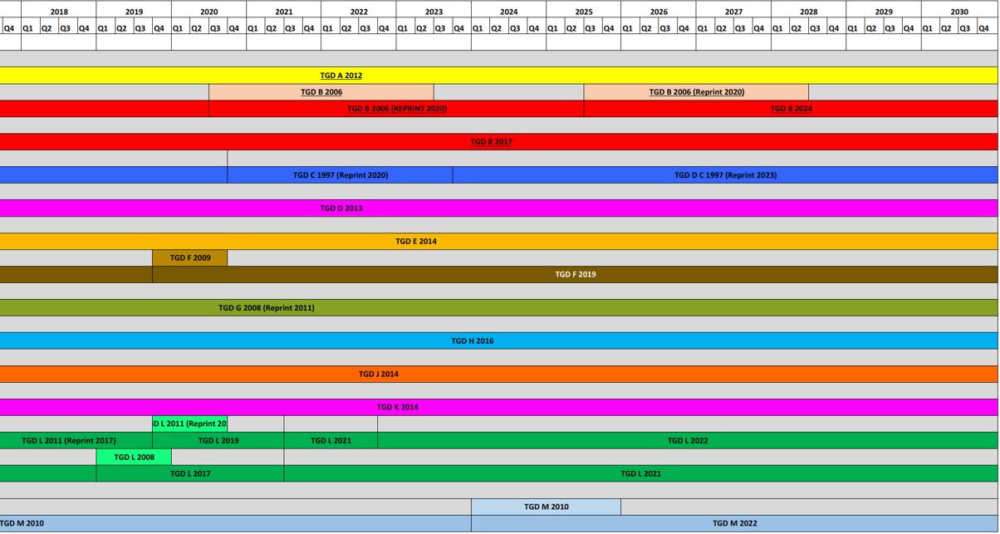 2018 2019 2020 2021 2022 2023 2024 2025 2026 2027 2028 2029 2030
Q4 Q1 Q2 Q3 Q4 Q1 Q2 Q3 Q4 Q1 Q2 Q3 Q4 Q1 Q2 Q3 Q4 Q1 Q2 Q3 Q4 Q1 Q2 Q3 Q4 Q1 Q2 Q3 Q4 Q1 Q2 Q3 Q4 Q1 Q2 Q3 Q4 Q1 Q2 Q3 Q4 Q1 Q2 Q3 Q4 Q1 Q2 Q3 Q4 Q1 Q2 Q3 Q4
TGD A 2012
TGD B 2006 TGD B 2006 (Reprint 2020)
TGD B 2006 (REPRINT 2020) TGD B 2024
TGD B 2017
TGD C 1997 (Reprint 2020) TGD D C 1997 (Reprint 2023)
TGD D 2013
TGD E 2014
TGD F 2009
TGD F 2019
TGD G 2008 (Reprint 2011)
TGD H 2016
TGD J 2014
TGD K 2014
D L 2011 (Reprint 20
TGD L 2011 (Reprint 2017) TGD L 2019 TGD L 2021 TGD L 2022
TGD L 2008
TGD L 2017 TGD L 2021
TGD M 2010
TGD M 2010 TGD M 2022